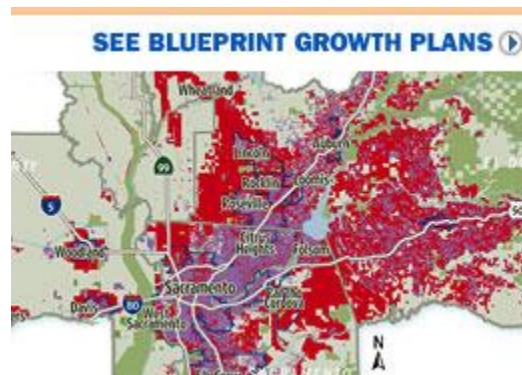 SEE BLUEPRINT GROWTH PLANS
Wheatland
99
Lincoln
Auburn
Rocklin
Loomis
Roseville
5
Woodland
Citrus
Heights
Folsom
Sacramento
Davis
80
West
Sacramento
Cordova
N